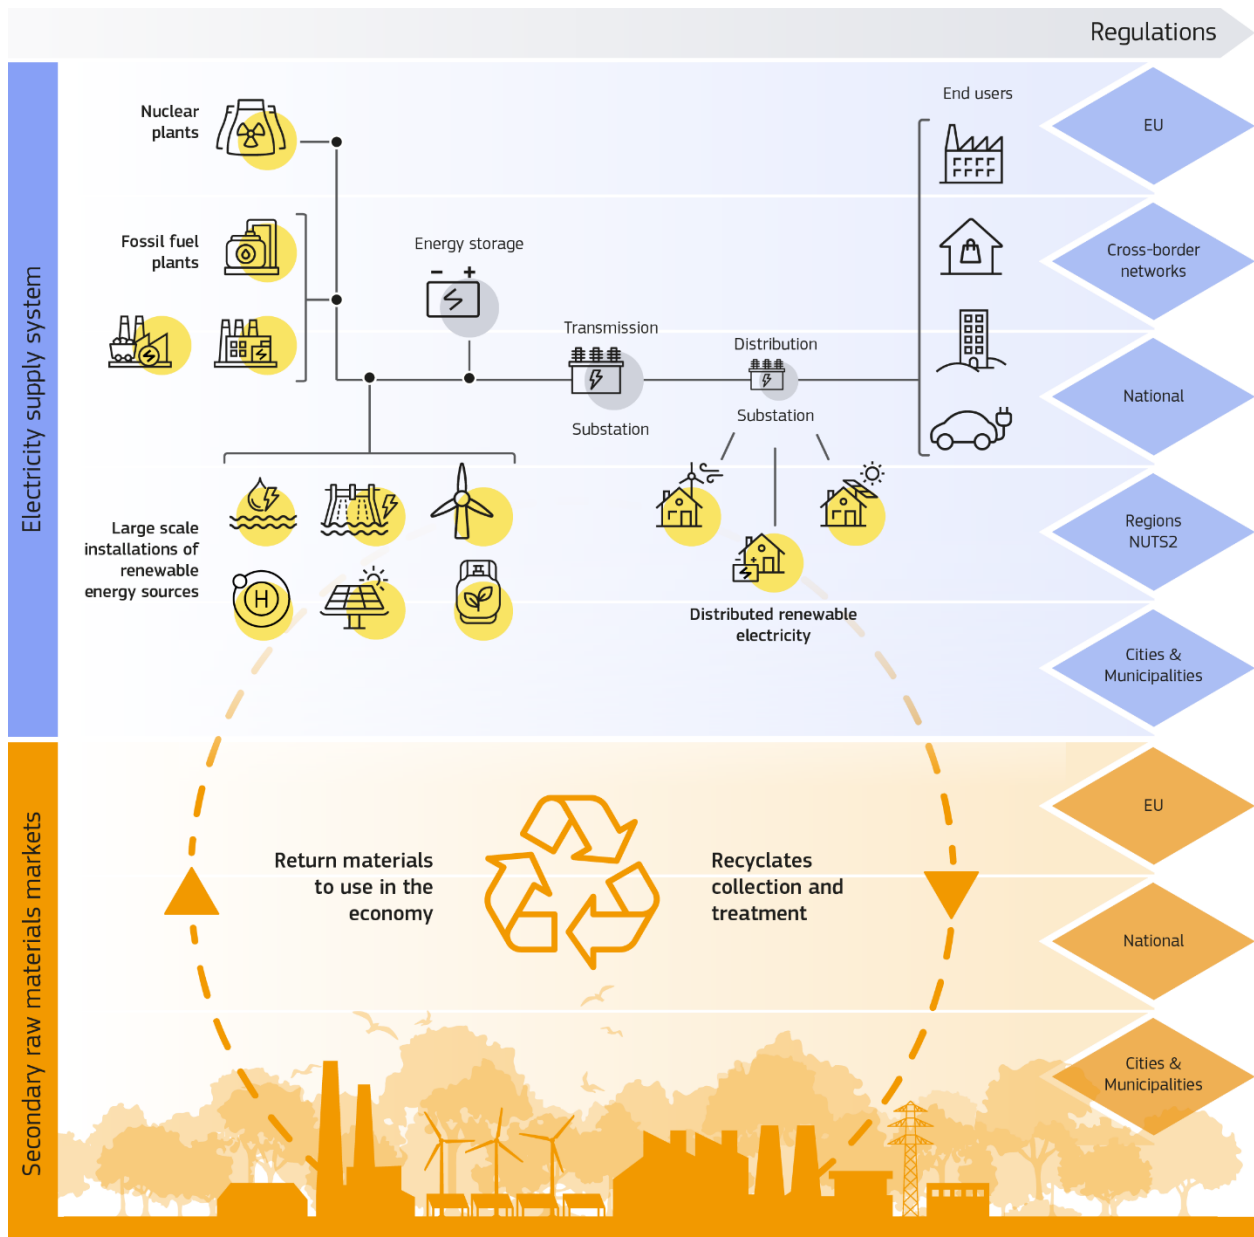 Regulations
Electricity supply system
Nuclear
plants
Fossil fuel
plants
Energy storage
− +
Transmission
Substation
Distribution
Substation
End users
Large scale
installations of
renewable
energy sources
H
Distributed renewable
electricity
EU
Cross-border
networks
National
Regions
NUTS2
Cities &
Municipalities
Secondary raw materials markets
Return materials
to use in the
economy
Recyclates
collection and
treatment
EU
National
Cities &
Municipalities